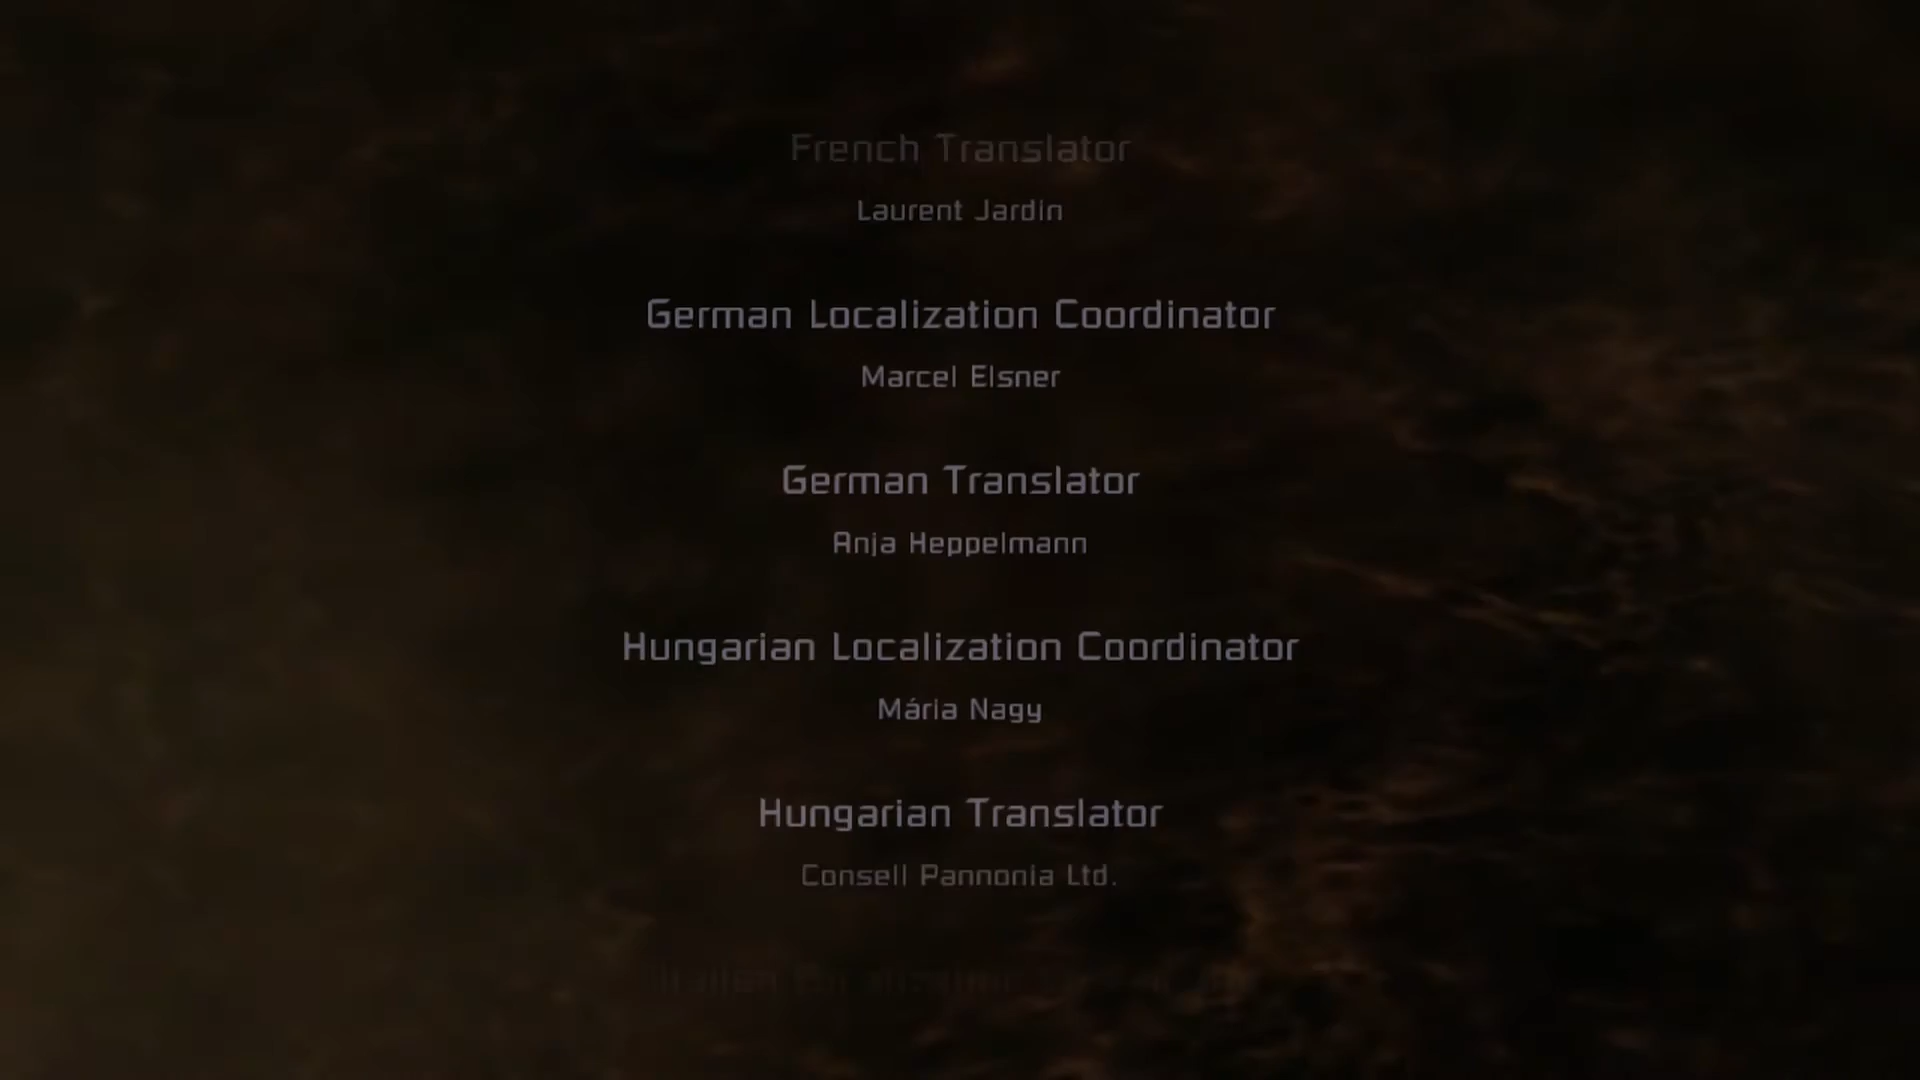 French Translator
Laurent Jardin
German Localization Coordinator
Marcel Elsner
German Translator
Anja Heppelmann
Hungarian Localization Coordinator
Mária Nagy
Hungarian Translator
Consell Pannonia Ltd.